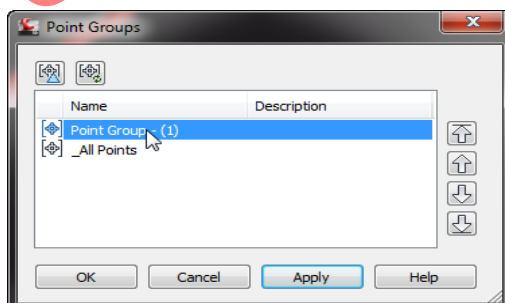 Point Groups
Name Description
Point Group - (1)
_All Points
OK Cancel Apply Help